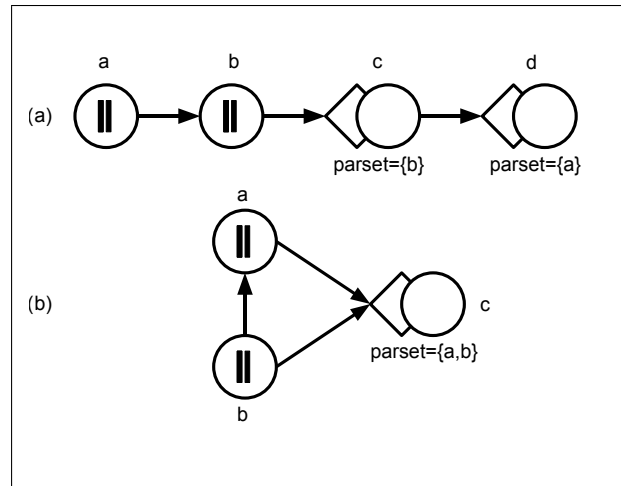 a b c d
(a)
parset={b} parset={a}
a
(b) c
parset={a,b}
b